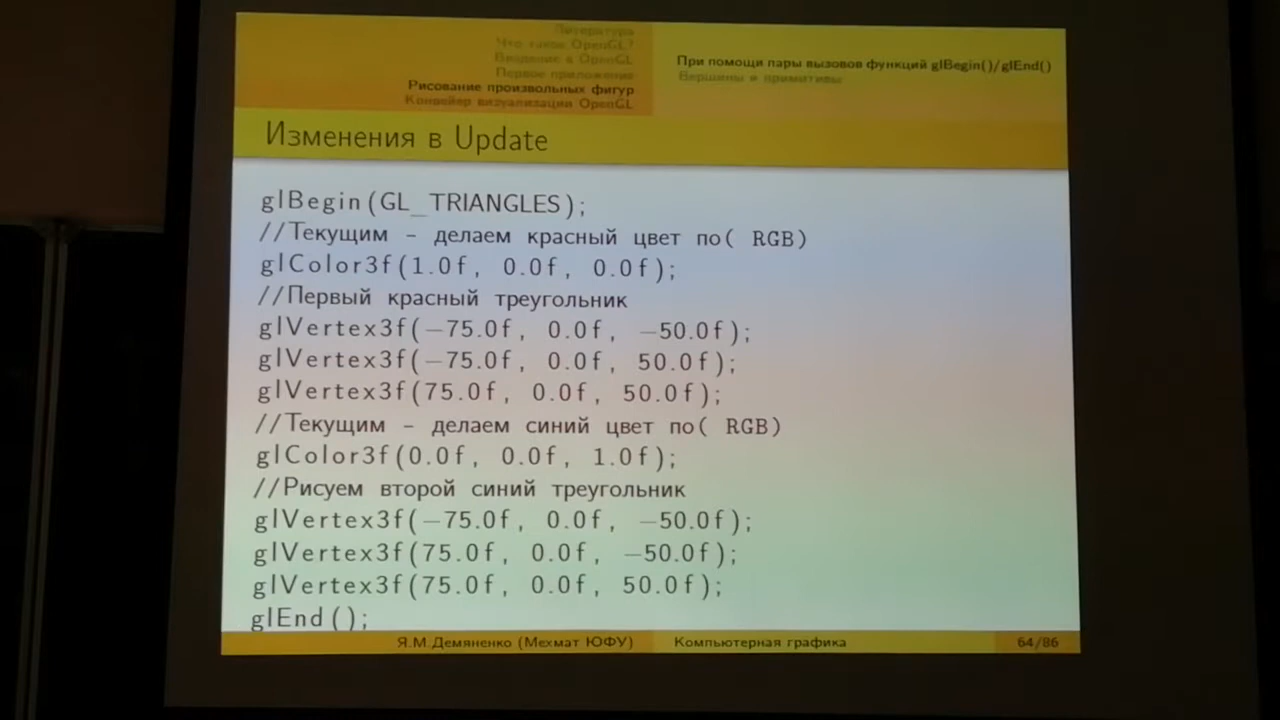 Литература
Что такое OpenGL?
Введение в OpenGL
Первое приложение
Рисование произвольных фигур
Конвейер визуализации OpenGL
При помощи пары вызовов функций glBegin()/glEnd()
Вершины и примитивы
Изменения в Update
glBegin(GL_TRIANGLES);
//Текущим - делаем красный цвет по( RGB)
glColor3f(1.0f, 0.0f, 0.0f);
//Первый красный треугольник
glVertex3f(−75.0f, 0.0f, −50.0f);
glVertex3f(−75.0f, 0.0f, 50.0f);
glVertex3f(75.0f, 0.0f, 50.0f);
//Текущим - делаем синий цвет по( RGB)
glColor3f(0.0f, 0.0f, 1.0f);
//Рисуем второй синий треугольник
glVertex3f(−75.0f, 0.0f, −50.0f);
glVertex3f(75.0f, 0.0f, −50.0f);
glVertex3f(75.0f, 0.0f, 50.0f);
glEnd();
Я.М.Демяненко (Мехмат ЮФУ) Компьютерная графика 64/86